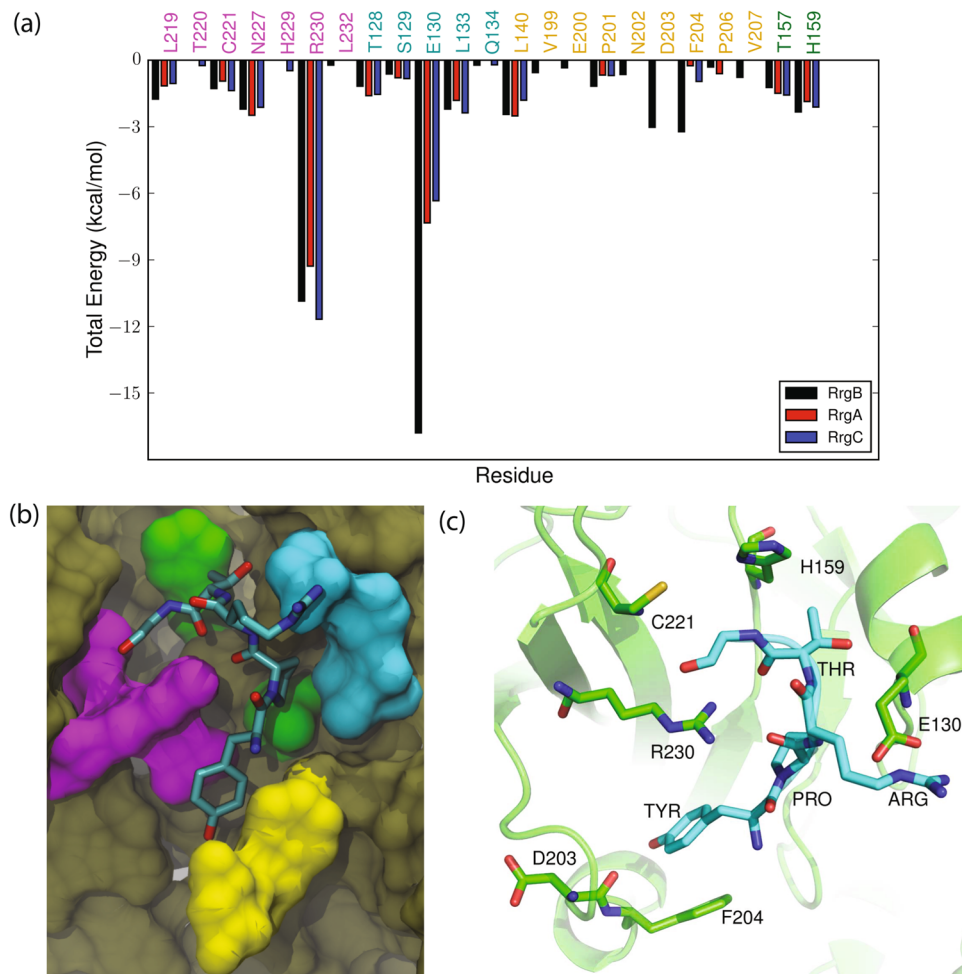 (a)
L219 T220 C221 N227 H229 R230 L232 T128 S129 E130 L133 Q134 L140 V199 E200 P201 N202 D203 F204 P206 V207 T157 H159
0
−3
−6
−9
−12
−15
Total Energy (kcal/mol)
RrgB
RrgA
RrgC
Residue
(b)
(c)
H159
C221
THR
E130
R230
TYR
PRO
ARG
D203
F204